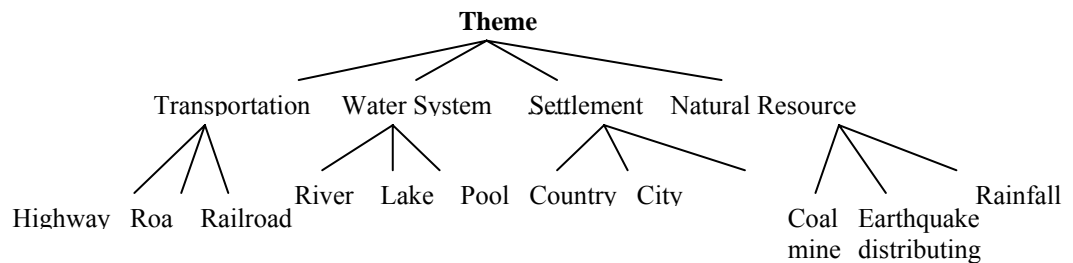 Theme
Transportation Water System Settlement Natural Resource
River Lake Pool Country City Rainfall
Highway Roa Railroad Coal mine Earthquake distributing